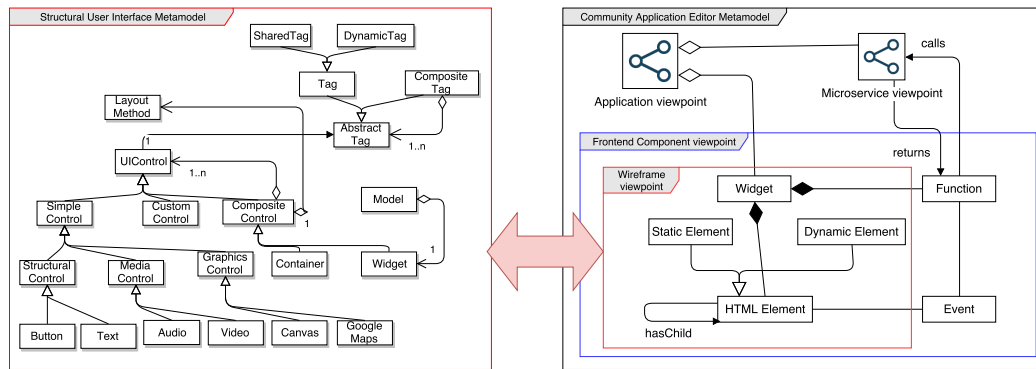 Structural User Interface Metamodel
SharedTag
DynamicTag
Tag
Composite
Tag
Layout
Method
Abstract
Tag
1
1..n
UIControl
1..n
Simple
Control
Custom
Control
Composite
Control
1
Model
1
Structural
Control
Media
Control
Graphics
Control
Container
Widget
Button
Text
Audio
Video
Canvas
Google
Maps
Community Application Editor Metamodel
calls
Application viewpoint
Microservice viewpoint
Frontend Component viewpoint
returns
Wireframe
viewpoint
Widget
Function
Static Element
Dynamic Element
HTML Element
Event
hasChild